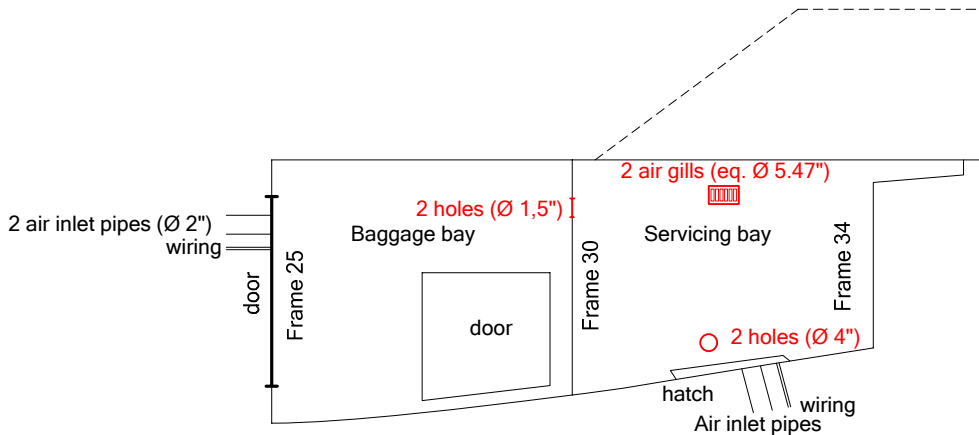 2 air gills (eq. Ø 5.47")
2 holes (Ø 1,5")
2 air inlet pipes (Ø 2")
Baggage bay
Servicing bay
wiring
door
Frame 25
Frame 30
Frame 34
door
2 holes (Ø 4")
hatch
wiring
Air inlet pipes